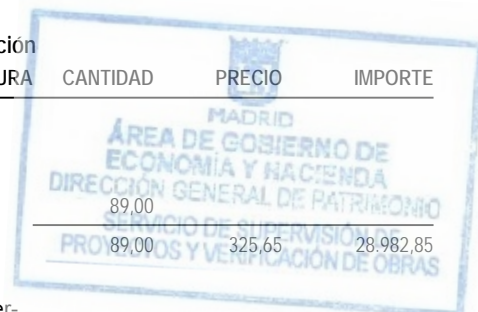 ción
URA CANTIDAD PRECIO IMPORTE
MADRID
ÁREA DE GOBIERNO DE
ECONOMÍA Y HACIENDA
DIRECCIÓN GENERAL DE PATRIMONIO
89,00
SERVICIO DE SUPERVISIÓN DE
89,00 325,65 28.982,85
PROYECTOS Y VERIFICACIÓN DE OBRAS
er-